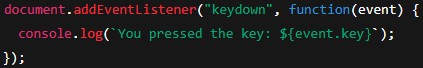 document.addEventListener("keydown", function(event) {
  console.log(`You pressed the key: ${event.key}`);
});